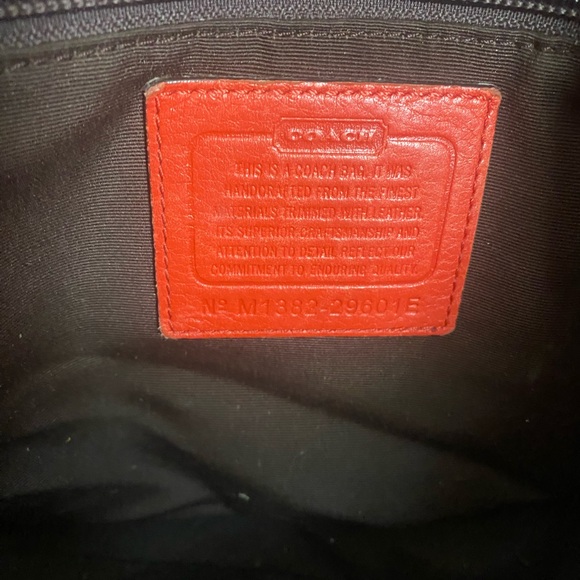 COACH
THIS IS A COACH BAG. IT WAS
HANDCRAFTED FROM THE FINEST
MATERIALS TRIMMED WITH LEATHER.
ITS SUPERIOR CRAFTSMANSHIP AND
ATTENTION TO DETAIL REFLECT OUR
COMMITMENT TO ENDURING QUALITY.
Nº M1382-29601E